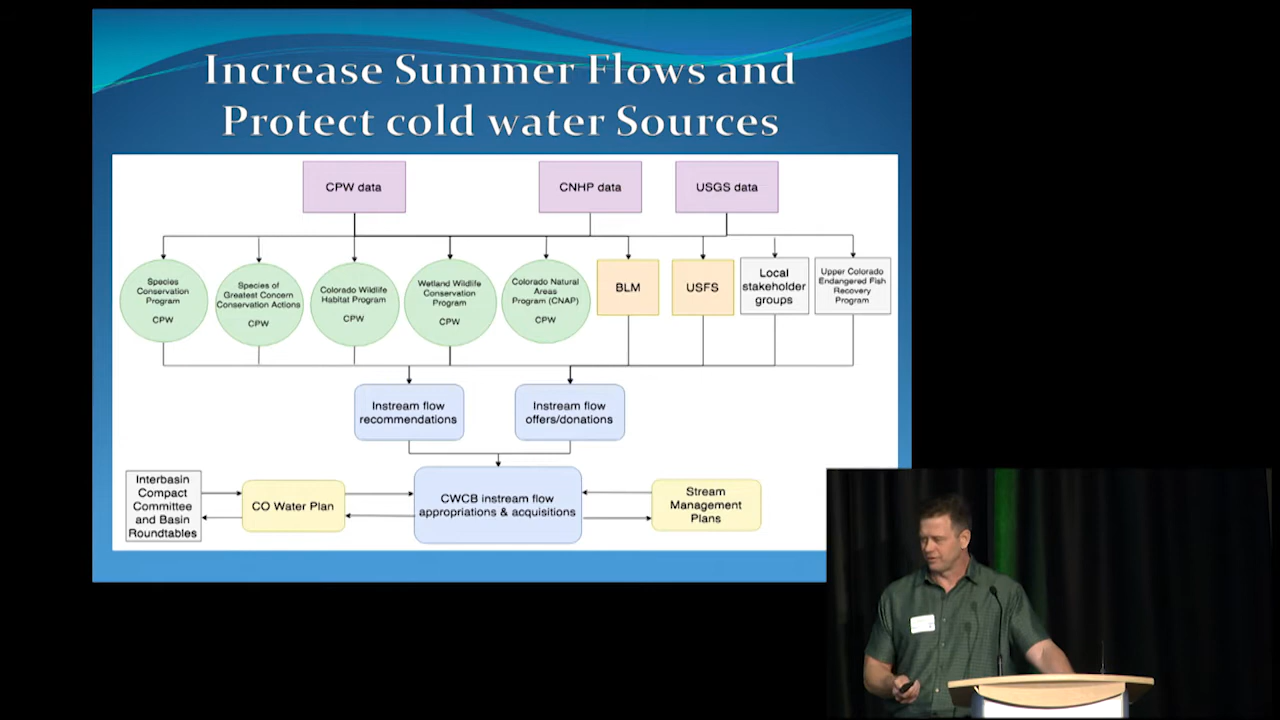 Increase Summer Flows and
Protect cold water Sources
CPW data
CNHP data
USGS data
Species
Conservation
Program
CPW
Species of
Greatest Concern
Conservation Actions
CPW
Colorado Wildlife
Habitat Program
CPW
Wetland Wildlife
Conservation
Program
CPW
Colorado Natural
Areas
Program (CNAP)
CPW
BLM
USFS
Local
stakeholder
groups
Upper Colorado
Endangered Fish
Recovery
Program
Instream flow
recommendations
Instream flow
offers/donations
Interbasin
Compact
Committee
and Basin
Roundtables
CO Water Plan
CWCB instream flow
appropriations & acquisitions
Stream
Management
Plans